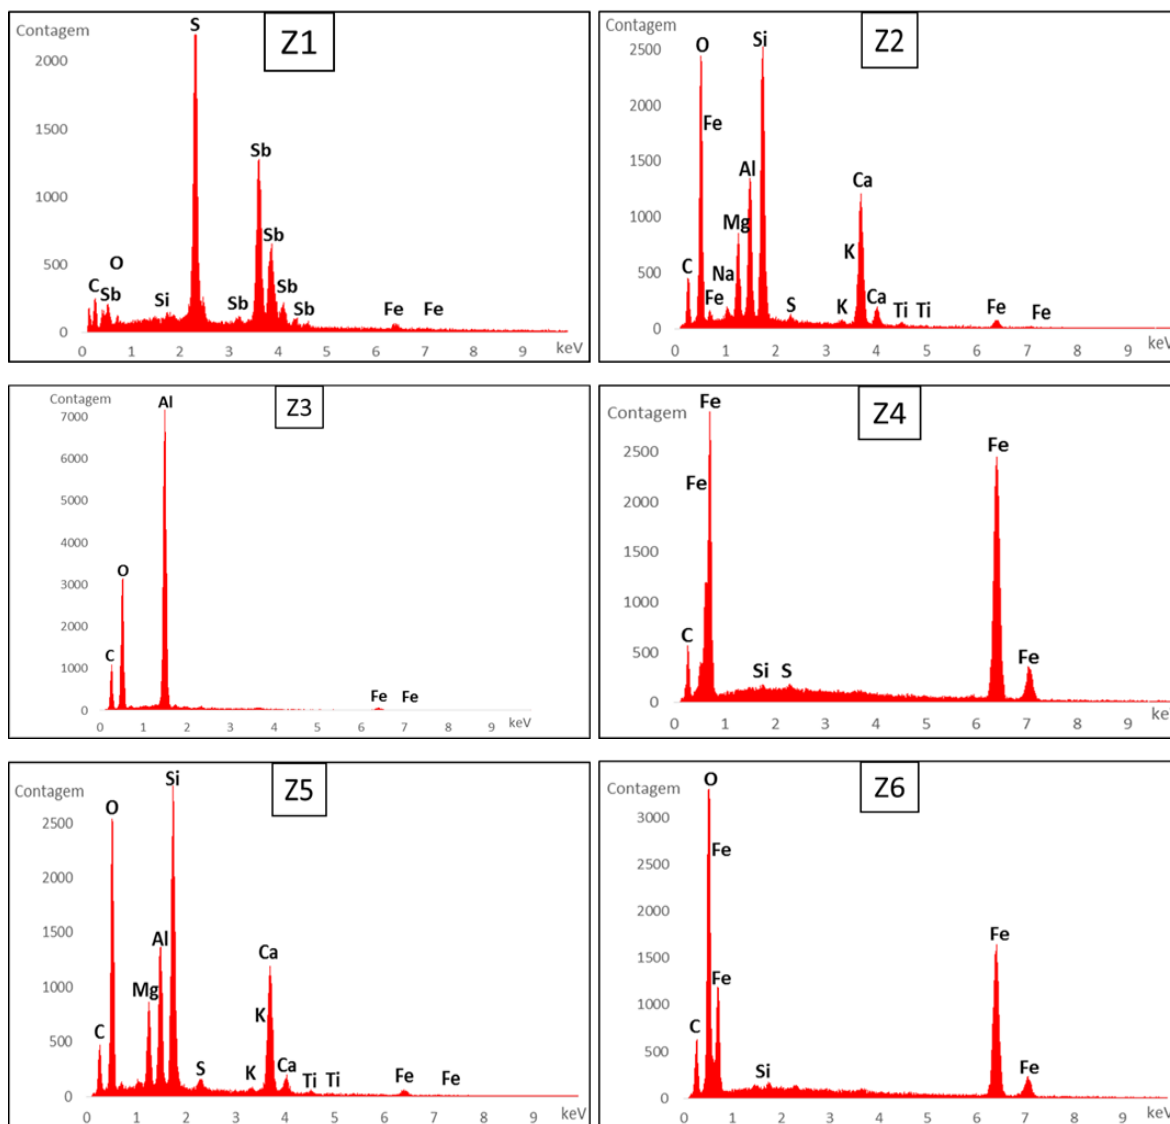 Contagem
Z1
S
2000
1500
Sb
1000
Sb
500
O
C
Sb
Si
Sb
Sb
Sb
Fe
Fe
0
0 1 2 3 4 5 6 7 8 9
keV
Contagem
Z2
Si
O
2500
2000
Fe
1500
Al
Ca
1000
Mg
K
500
C
Na
Fe
S
K
Ca
Ti
Ti
Fe
Fe
0
0 1 2 3 4 5 6 7 8 9
keV
Contagem
Z3
Al
7000
6000
5000
4000
O
3000
2000
C
1000
Fe
Fe
0
0 1 2 3 4 5 6 7 8 9
keV
Contagem
Z4
Fe
2500
Fe
Fe
2000
1500
1000
C
500
Si
S
Fe
0
0 1 2 3 4 5 6 7 8 9
keV
Contagem
Z5
Si
O
2500
2000
1500
Al
Ca
1000
Mg
K
500
C
S
K
Ca
Ti
Ti
Fe
Fe
0
0 1 2 3 4 5 6 7 8 9
keV
Contagem
Z6
O
3000
Fe
2500
2000
Fe
1500
Fe
1000
C
500
Si
Fe
0
0 1 2 3 4 5 6 7 8 9
keV